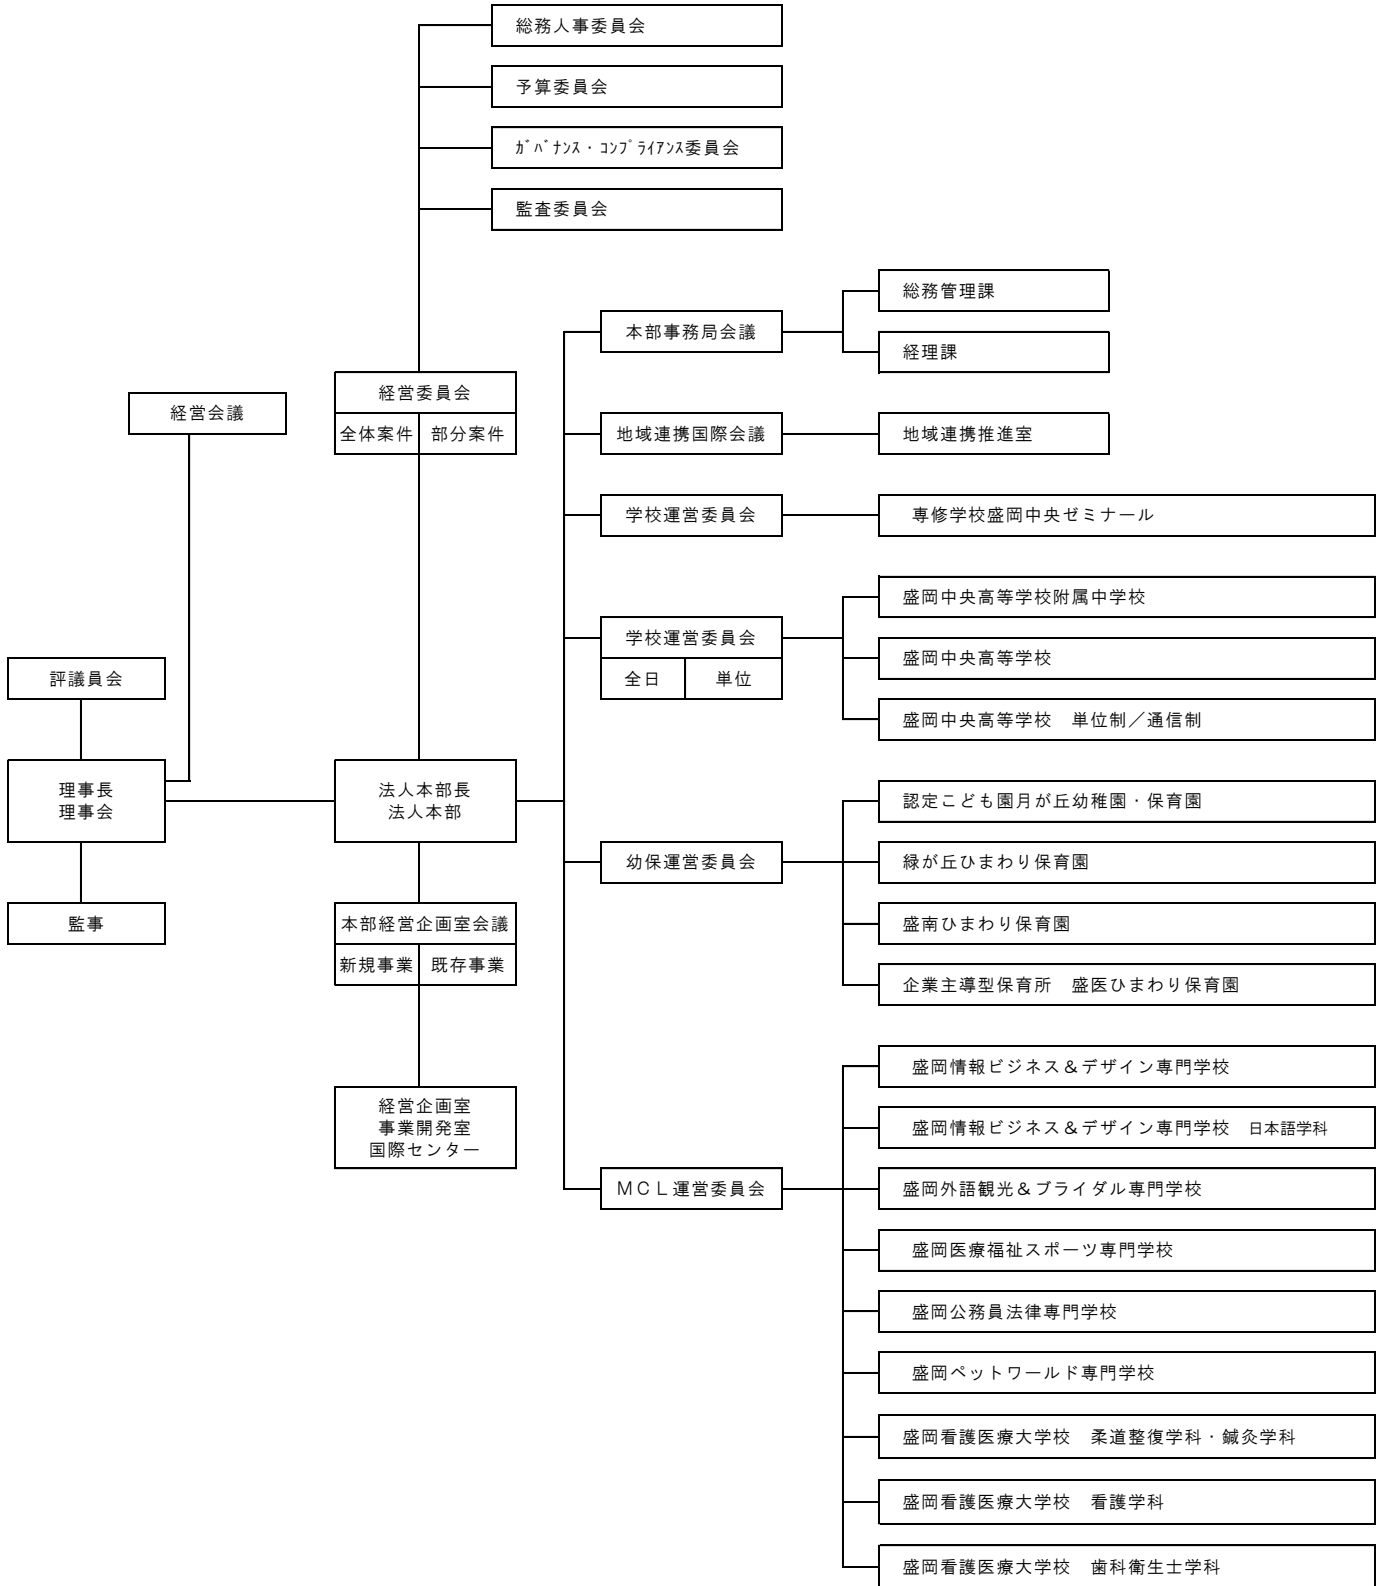 総務人事委員会
予算委員会
ｶﾞﾊﾞﾅﾝｽ・ｺﾝﾌﾟﾗｲｱﾝｽ委員会
監査委員会
総務管理課
本部事務局会議
経理課
経営委員会
全体案件 部分案件
経営会議
地域連携国際会議
地域連携推進室
学校運営委員会
専修学校盛岡中央ゼミナール
盛岡中央高等学校附属中学校
学校運営委員会
全日 単位
盛岡中央高等学校
盛岡中央高等学校　単位制／通信制
評議員会
理事長
理事会
法人本部長
法人本部
認定こども園月が丘幼稚園・保育園
幼保運営委員会
緑が丘ひまわり保育園
盛南ひまわり保育園
企業主導型保育所　盛医ひまわり保育園
監事
本部経営企画室会議
新規事業 既存事業
経営企画室
事業開発室
国際センター
盛岡情報ビジネス＆デザイン専門学校
盛岡情報ビジネス＆デザイン専門学校　日本語学科
ＭＣＬ運営委員会
盛岡外語観光＆ブライダル専門学校
盛岡医療福祉スポーツ専門学校
盛岡公務員法律専門学校
盛岡ペットワールド専門学校
盛岡看護医療大学校　柔道整復学科・鍼灸学科
盛岡看護医療大学校　看護学科
盛岡看護医療大学校　歯科衛生士学科